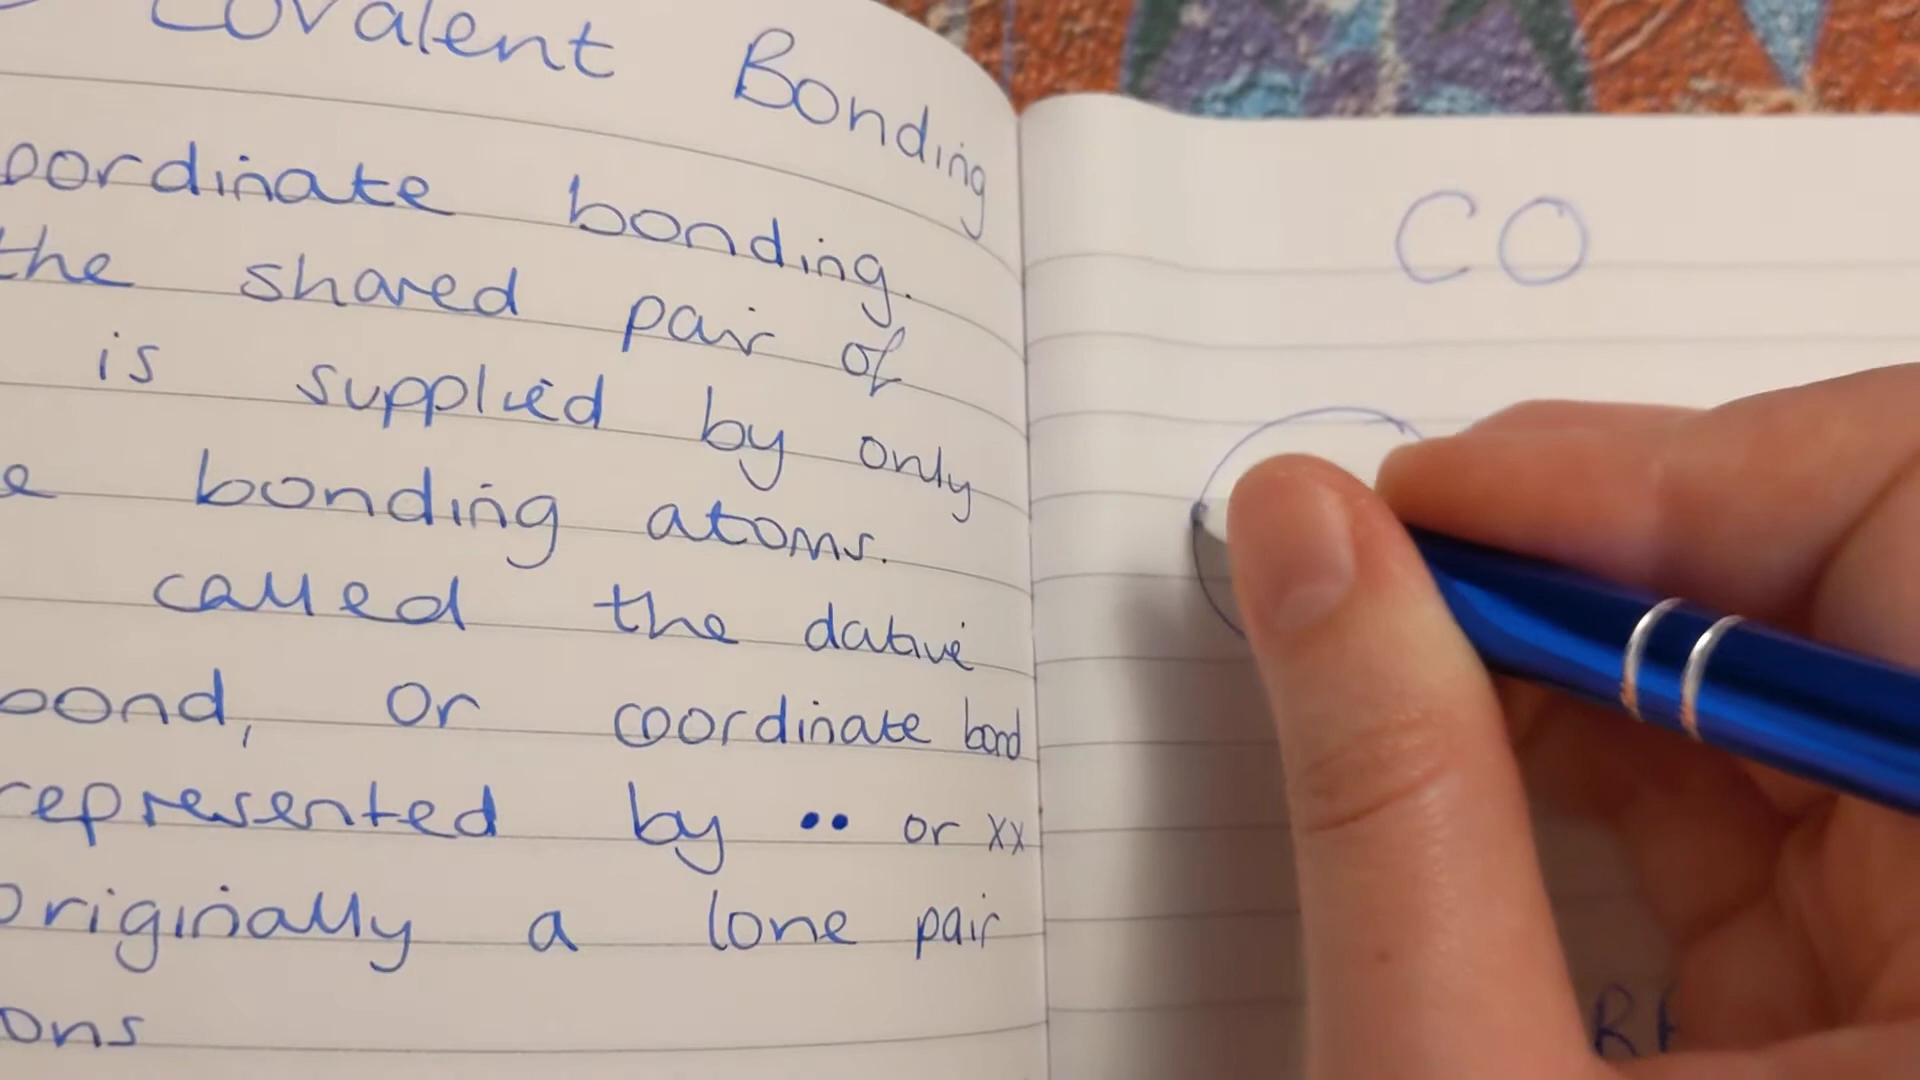 Covalent Bonding
oordinate bonding.
the shared pair of
is supplied by only
e bonding atoms.
called the dative
bond, or coordinate bond
represented by •• or xx
originally a lone pair
ons
CO